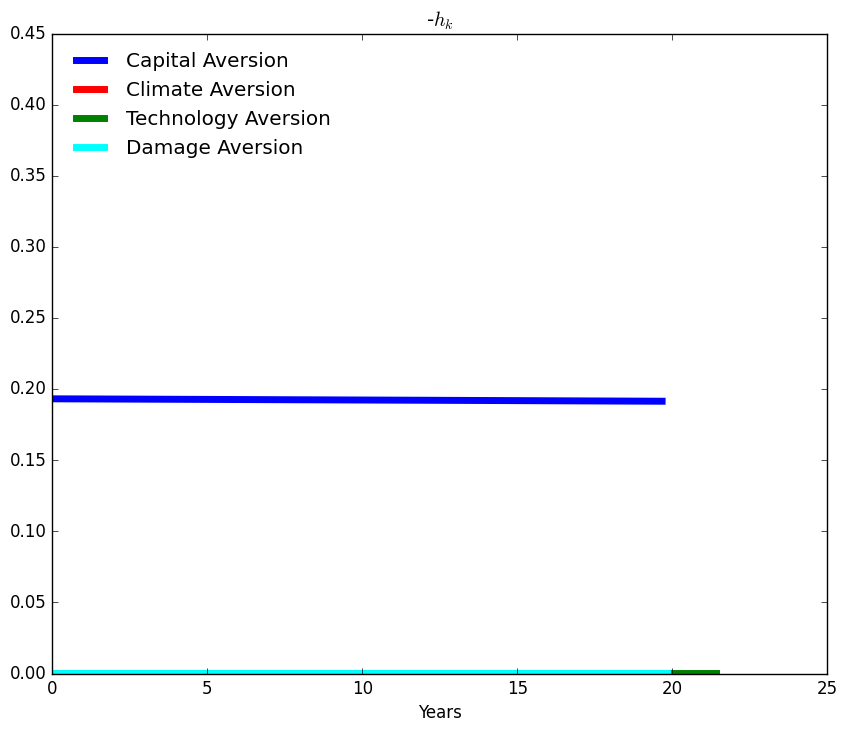 -h_k
0.45
0.40
0.35
0.30
0.25
0.20
0.15
0.10
0.05
0.00
Capital Aversion
Climate Aversion
Technology Aversion
Damage Aversion
0 5 10 15 20 25
Years